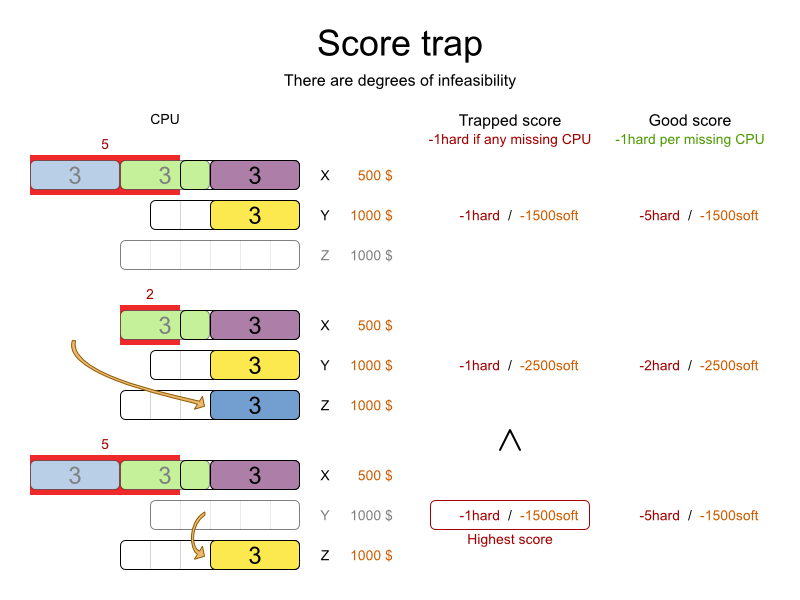 Score trap
There are degrees of infeasibility
CPU
Trapped score
Good score
-1hard if any missing CPU
-1hard per missing CPU
5
3 3 3 X 500 $
3 Y 1000 $ -1hard / -1500soft -5hard / -1500soft
Z 1000 $
2
3 3 X 500 $
3 Y 1000 $ -1hard / -2500soft -2hard / -2500soft
3 Z 1000 $
5
3 3 3 X 500 $
Y 1000 $ -1hard / -1500soft -5hard / -1500soft
Highest score
3 Z 1000 $